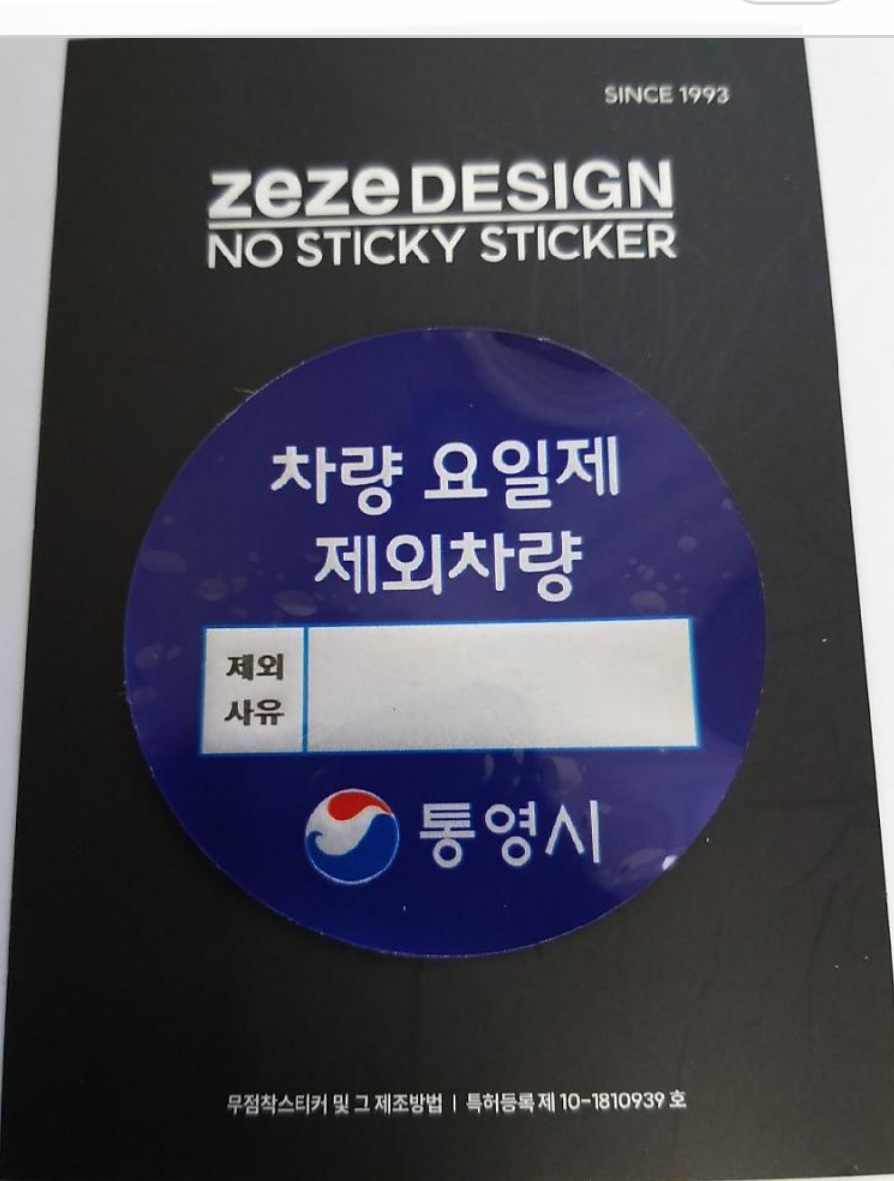 SINCE 1993
zeze DESIGN
NO STICKY STICKER
차량 요일제
제외차량
제외
사유
통영시
무점착스티커 및 그 제조방법 | 특허등록 제 10-1810939 호